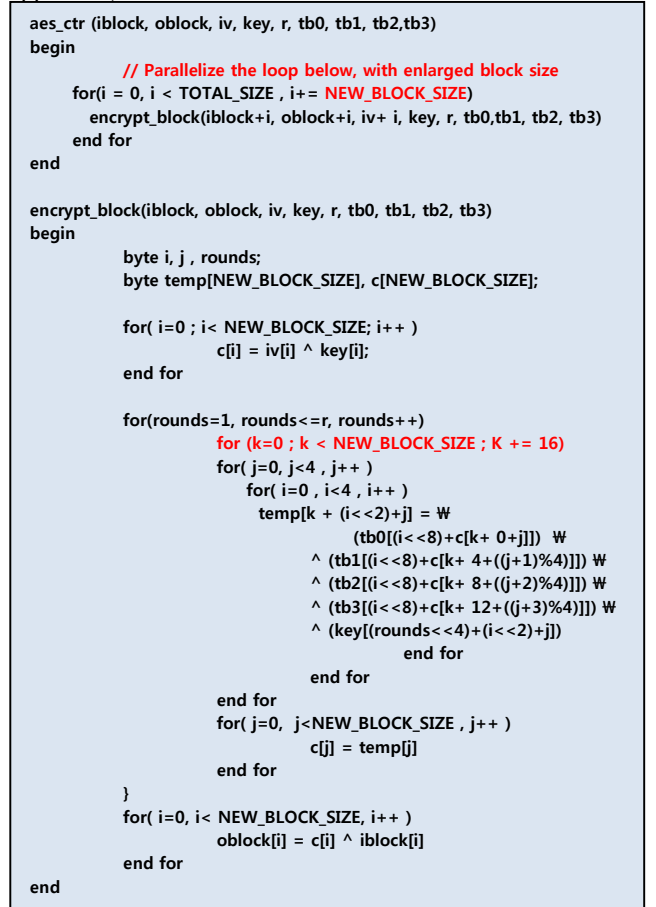 aes_ctr (iblock, oblock, iv, key, r, tb0, tb1, tb2,tb3)
begin
// Parallelize the loop below, with enlarged block size
for(i = 0, i < TOTAL_SIZE , i+= NEW_BLOCK_SIZE)
encrypt_block(iblock+i, oblock+i, iv+ i, key, r, tb0,tb1, tb2, tb3)
end for
end
encrypt_block(iblock, oblock, iv, key, r, tb0, tb1, tb2, tb3)
begin
byte i, j , rounds;
byte temp[NEW_BLOCK_SIZE], c[NEW_BLOCK_SIZE];
for( i=0 ; i< NEW_BLOCK_SIZE; i++ )
c[i] = iv[i] ^ key[i];
end for
for(rounds=1, rounds<=r, rounds++)
for (k=0 ; k < NEW_BLOCK_SIZE ; K += 16)
for( j=0, j<4 , j++ )
for( i=0 , i<4 , i++ )
temp[k + (i<<2)+j] = ₩
(tb0[(i<<8)+c[k+ 0+j]]) ₩
^ (tb1[(i<<8)+c[k+ 4+((j+1)%4)]]) ₩
^ (tb2[(i<<8)+c[k+ 8+((j+2)%4)]]) ₩
^ (tb3[(i<<8)+c[k+ 12+((j+3)%4)]]) ₩
^ (key[(rounds<<4)+(i<<2)+j])
end for
end for
end for
for( j=0, j<NEW_BLOCK_SIZE , j++ )
c[j] = temp[j]
end for
}
for( i=0, i< NEW_BLOCK_SIZE, i++ )
oblock[i] = c[i] ^ iblock[i]
end for
end